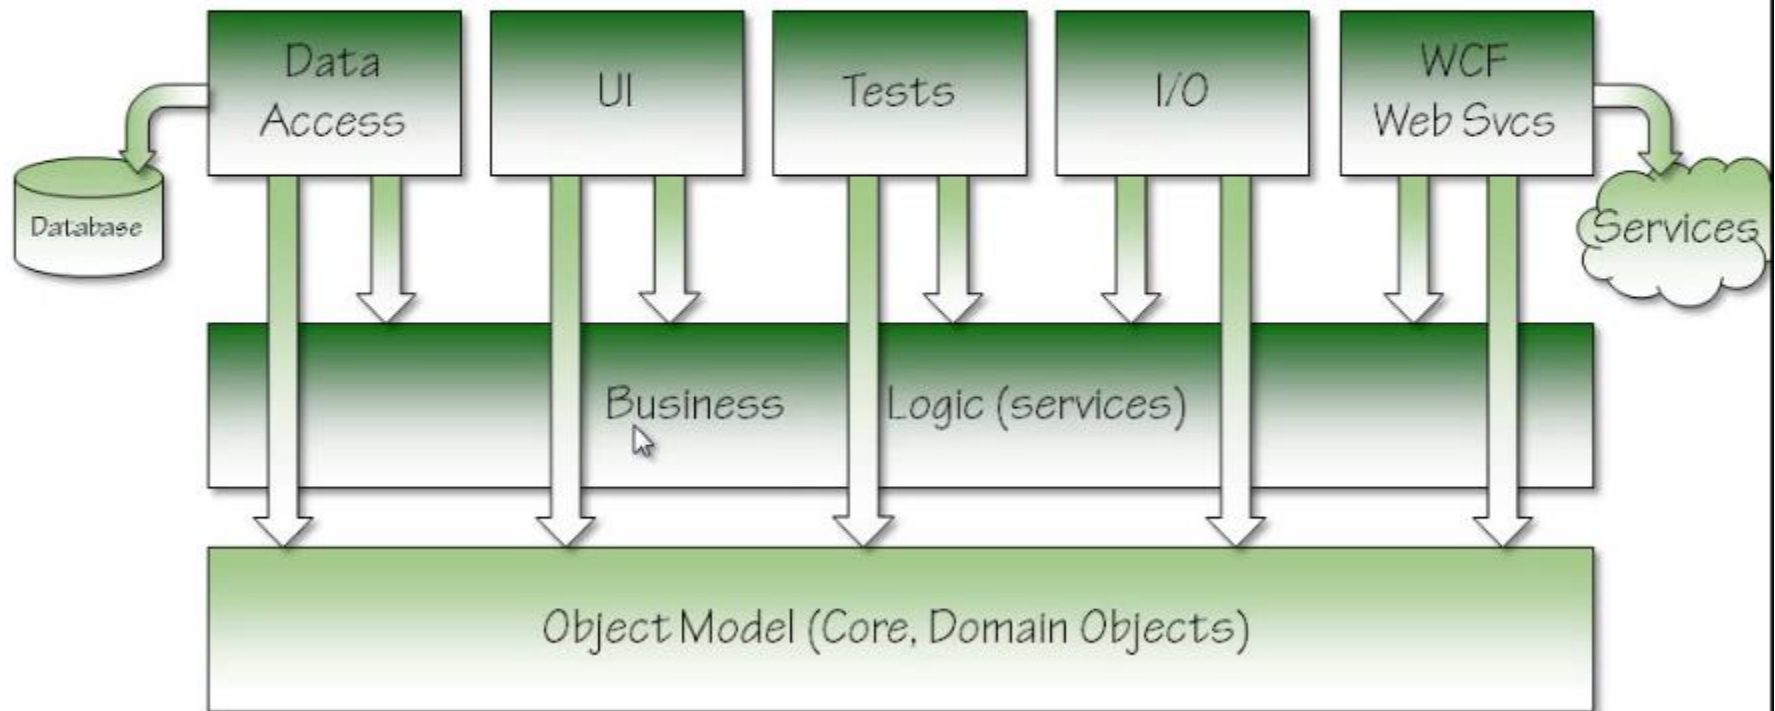 Data
Access
UI
Tests
I/O
WCF
Web Svcs
Database
Services
Business Logic (services)
Object Model (Core, Domain Objects)